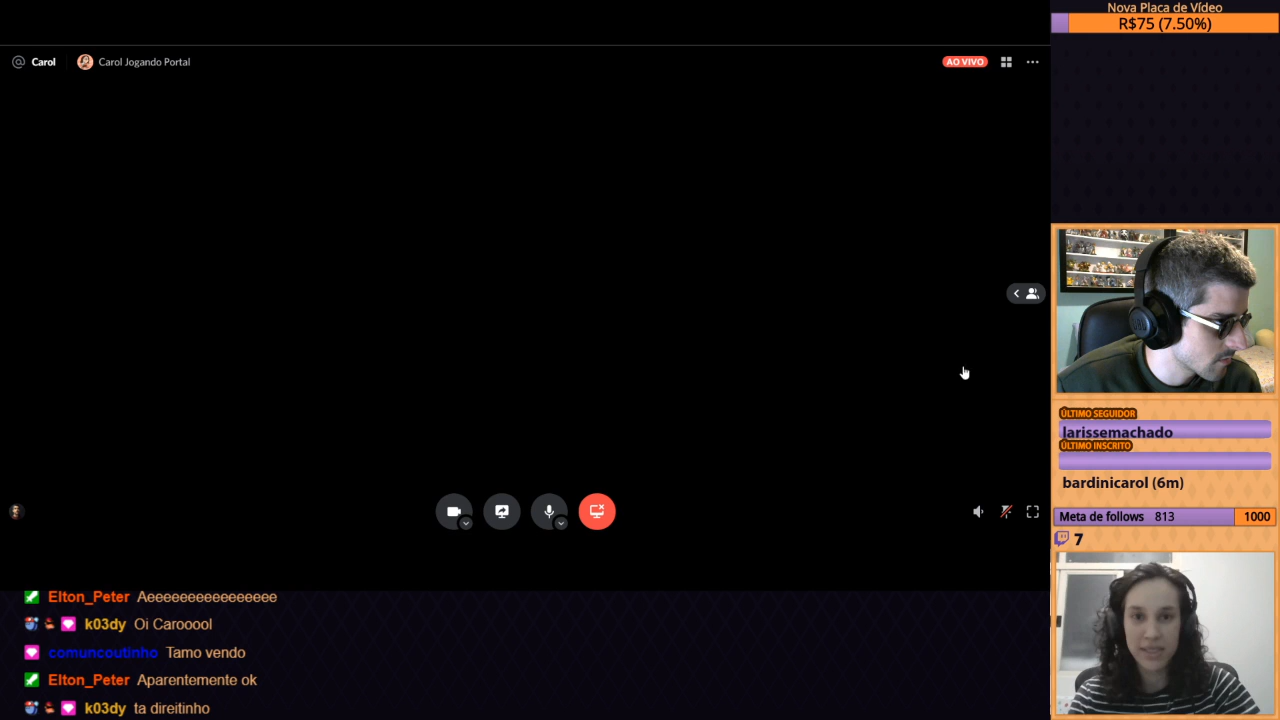 Nova Placa de Vídeo
R$75 (7.50%)
@ Carol
Carol Jogando Portal
AO VIVO
ÚLTIMO SEGUIDOR
larissemachado
ÚLTIMO INSCRITO
bardinicarol (6m)
Meta de follows 813 1000
7
Elton_Peter Aeeeeeeeeeeeeeeee
k03dy Oi Carooool
comuncoutinho Tamo vendo
Elton_Peter Aparentemente ok
k03dy ta direitinho